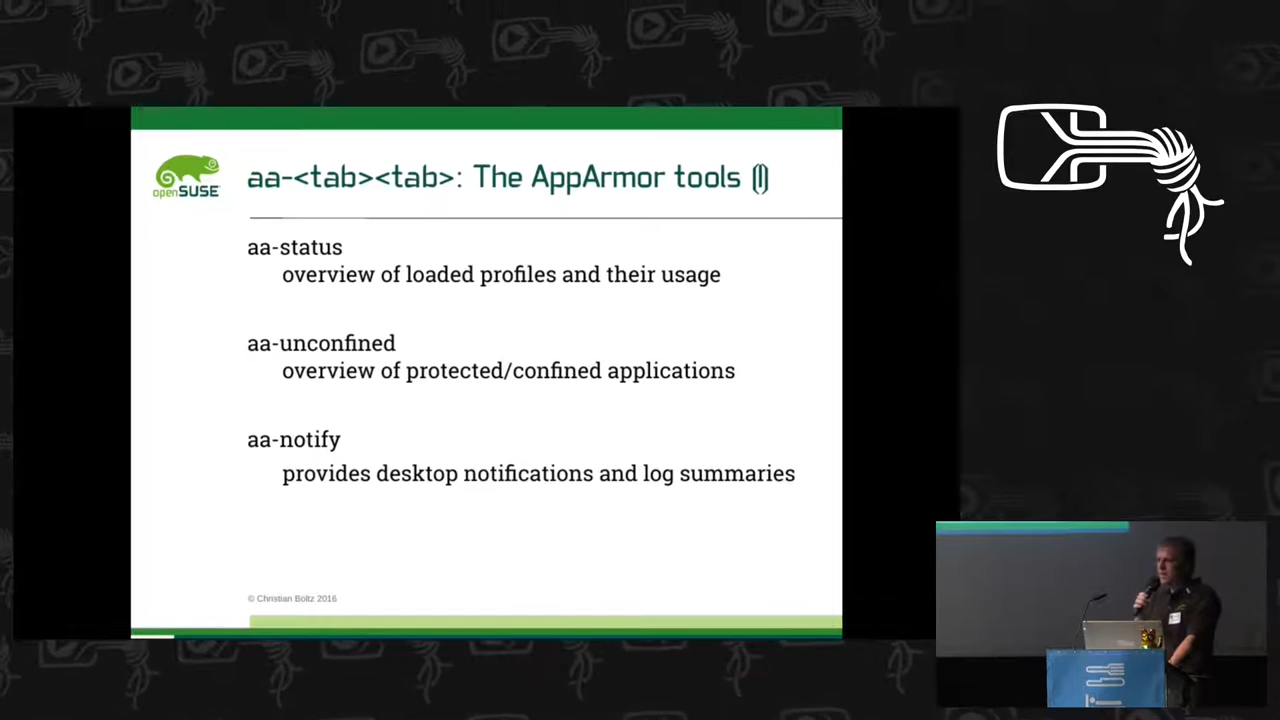 openSUSE
aa-<tab><tab>: The AppArmor tools (I)
aa-status
overview of loaded profiles and their usage
aa-unconfined
overview of protected/confined applications
aa-notify
provides desktop notifications and log summaries
© Christian Boltz 2016